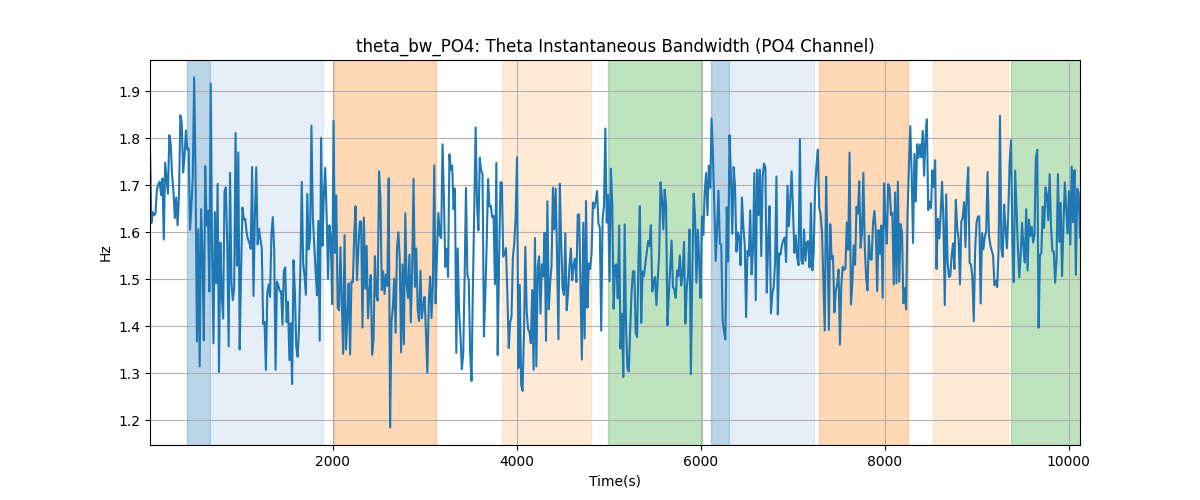 theta_bw_PO4: Theta Instantaneous Bandwidth (PO4 Channel)
1.9
1.8
1.7
1.6
1.5
1.4
1.3
1.2
Hz
2000 4000 6000 8000 10000
Time(s)